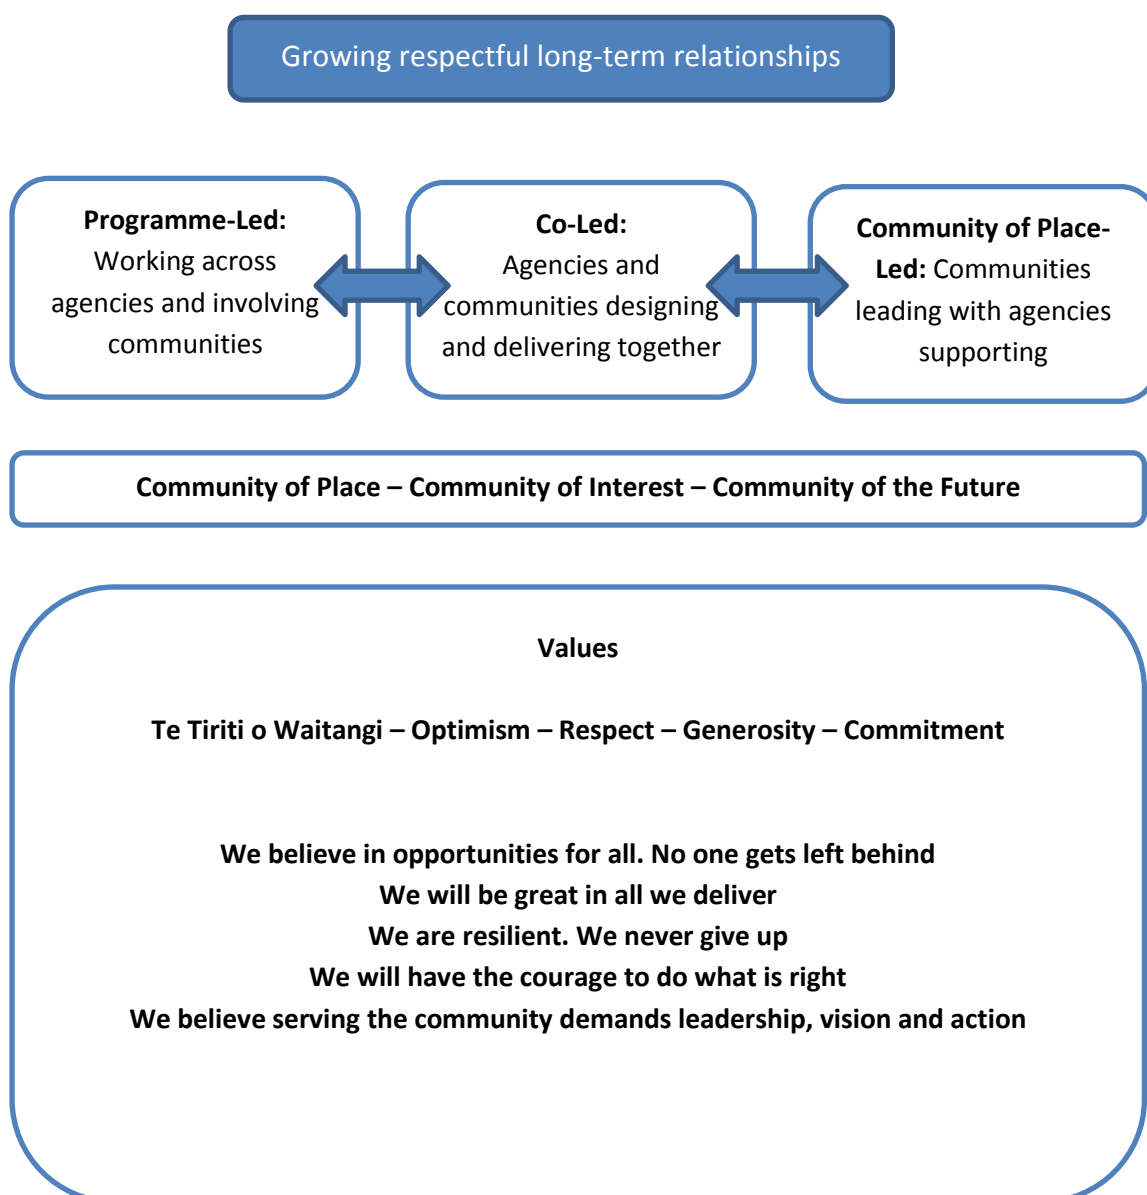 Growing respectful long-term relationships
Programme-Led:
Working across
agencies and involving
communities
Co-Led:
Agencies and
communities designing
and delivering together
Community of Place-
Led: Communities
leading with agencies
supporting
Community of Place – Community of Interest – Community of the Future
Values
Te Tiriti o Waitangi – Optimism – Respect – Generosity – Commitment
We believe in opportunities for all. No one gets left behind
We will be great in all we deliver
We are resilient. We never give up
We will have the courage to do what is right
We believe serving the community demands leadership, vision and action